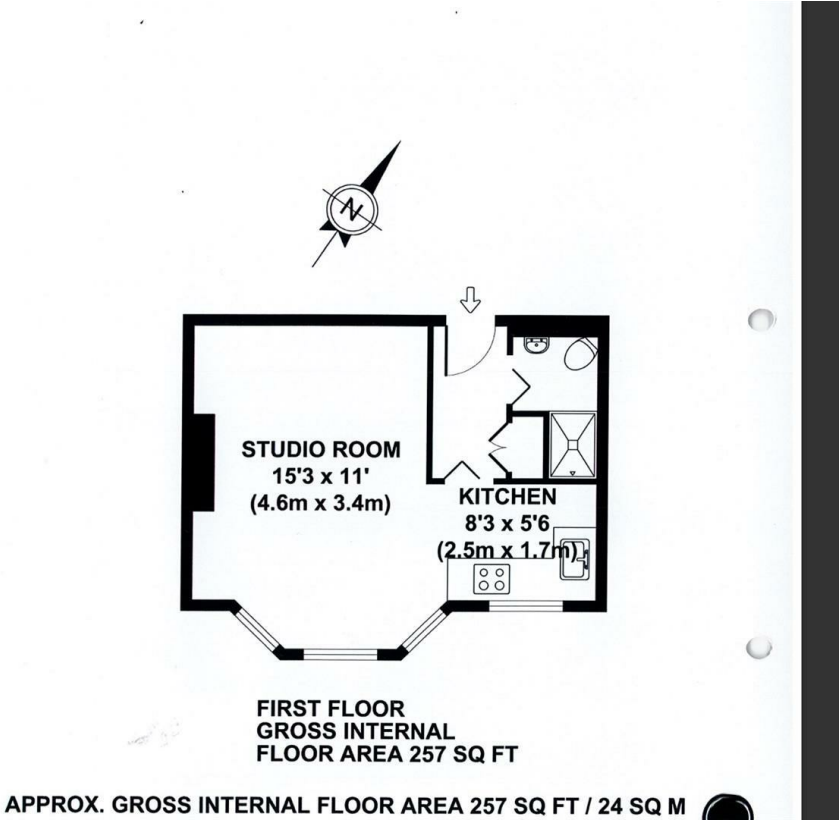 N
STUDIO ROOM
15'3 x 11'
(4.6m x 3.4m)
KITCHEN
8'3 x 5'6
(2.5m x 1.7m)
FIRST FLOOR
GROSS INTERNAL
FLOOR AREA 257 SQ FT
APPROX. GROSS INTERNAL FLOOR AREA 257 SQ FT / 24 SQ M